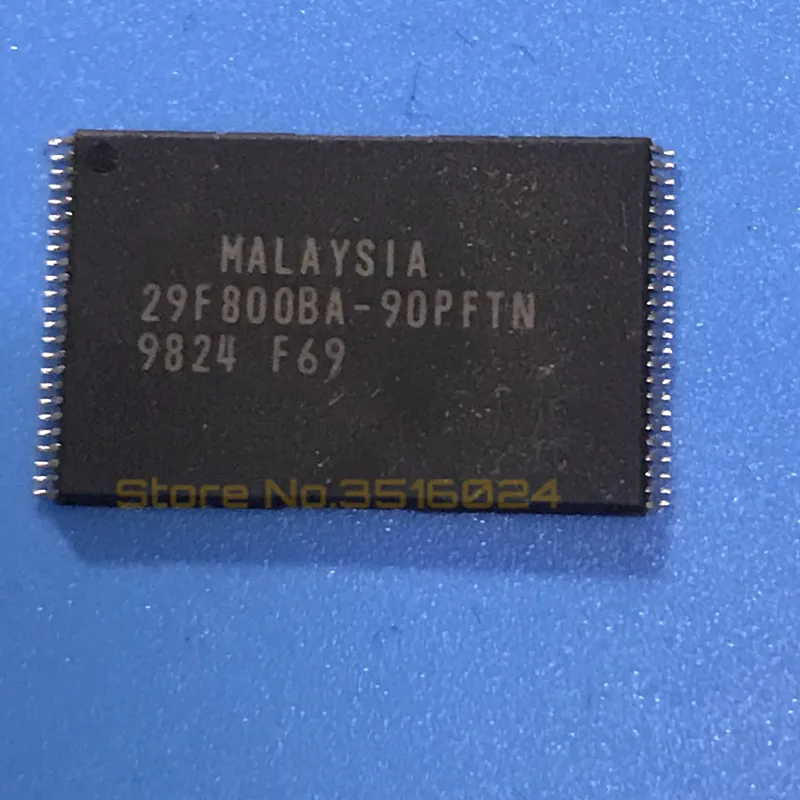 MALAYSIA
29F800BA-90PFTN
9824 F69
Store No.3516024